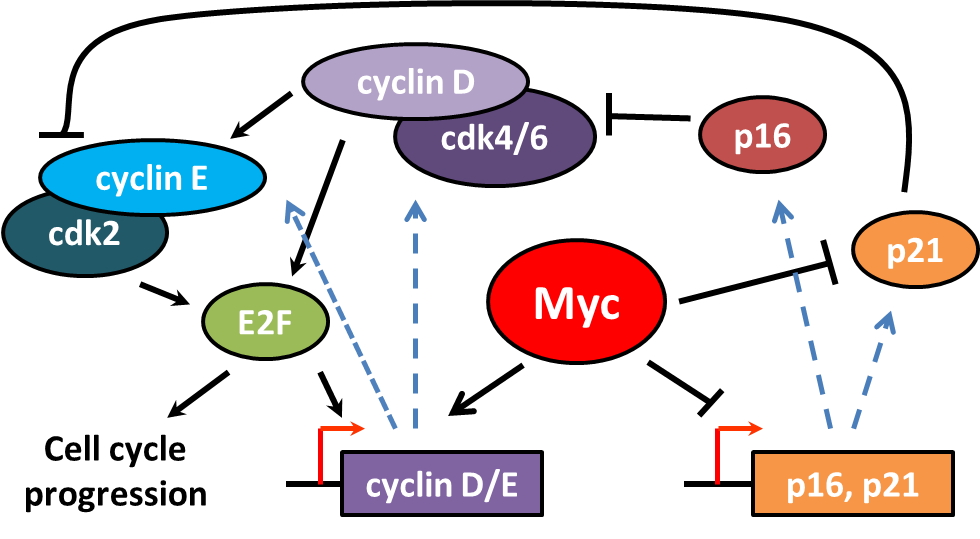 cyclin D
cdk4/6
p16
cyclin E
cdk2
p21
Myc
E2F
Cell cycle
progression
cyclin D/E
p16, p21